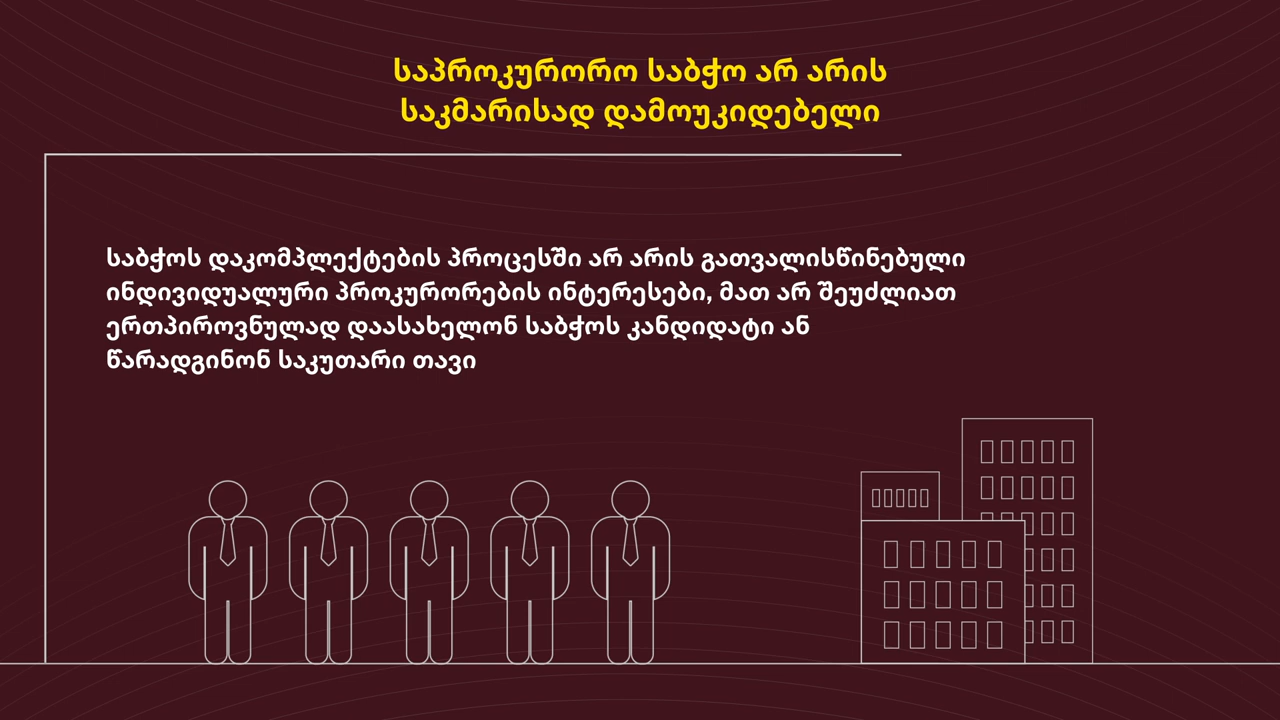 საპროკურორო საბჭო არ არის
საკმარისად დამოუკიდებელი
საბჭოს დაკომპლექტების პროცესში არ არის გათვალისწინებული
ინდივიდუალური პროკურორების ინტერესები, მათ არ შეუძლიათ
ერთპიროვნულად დაასახელონ საბჭოს კანდიდატი ან
წარადგინონ საკუთარი თავი